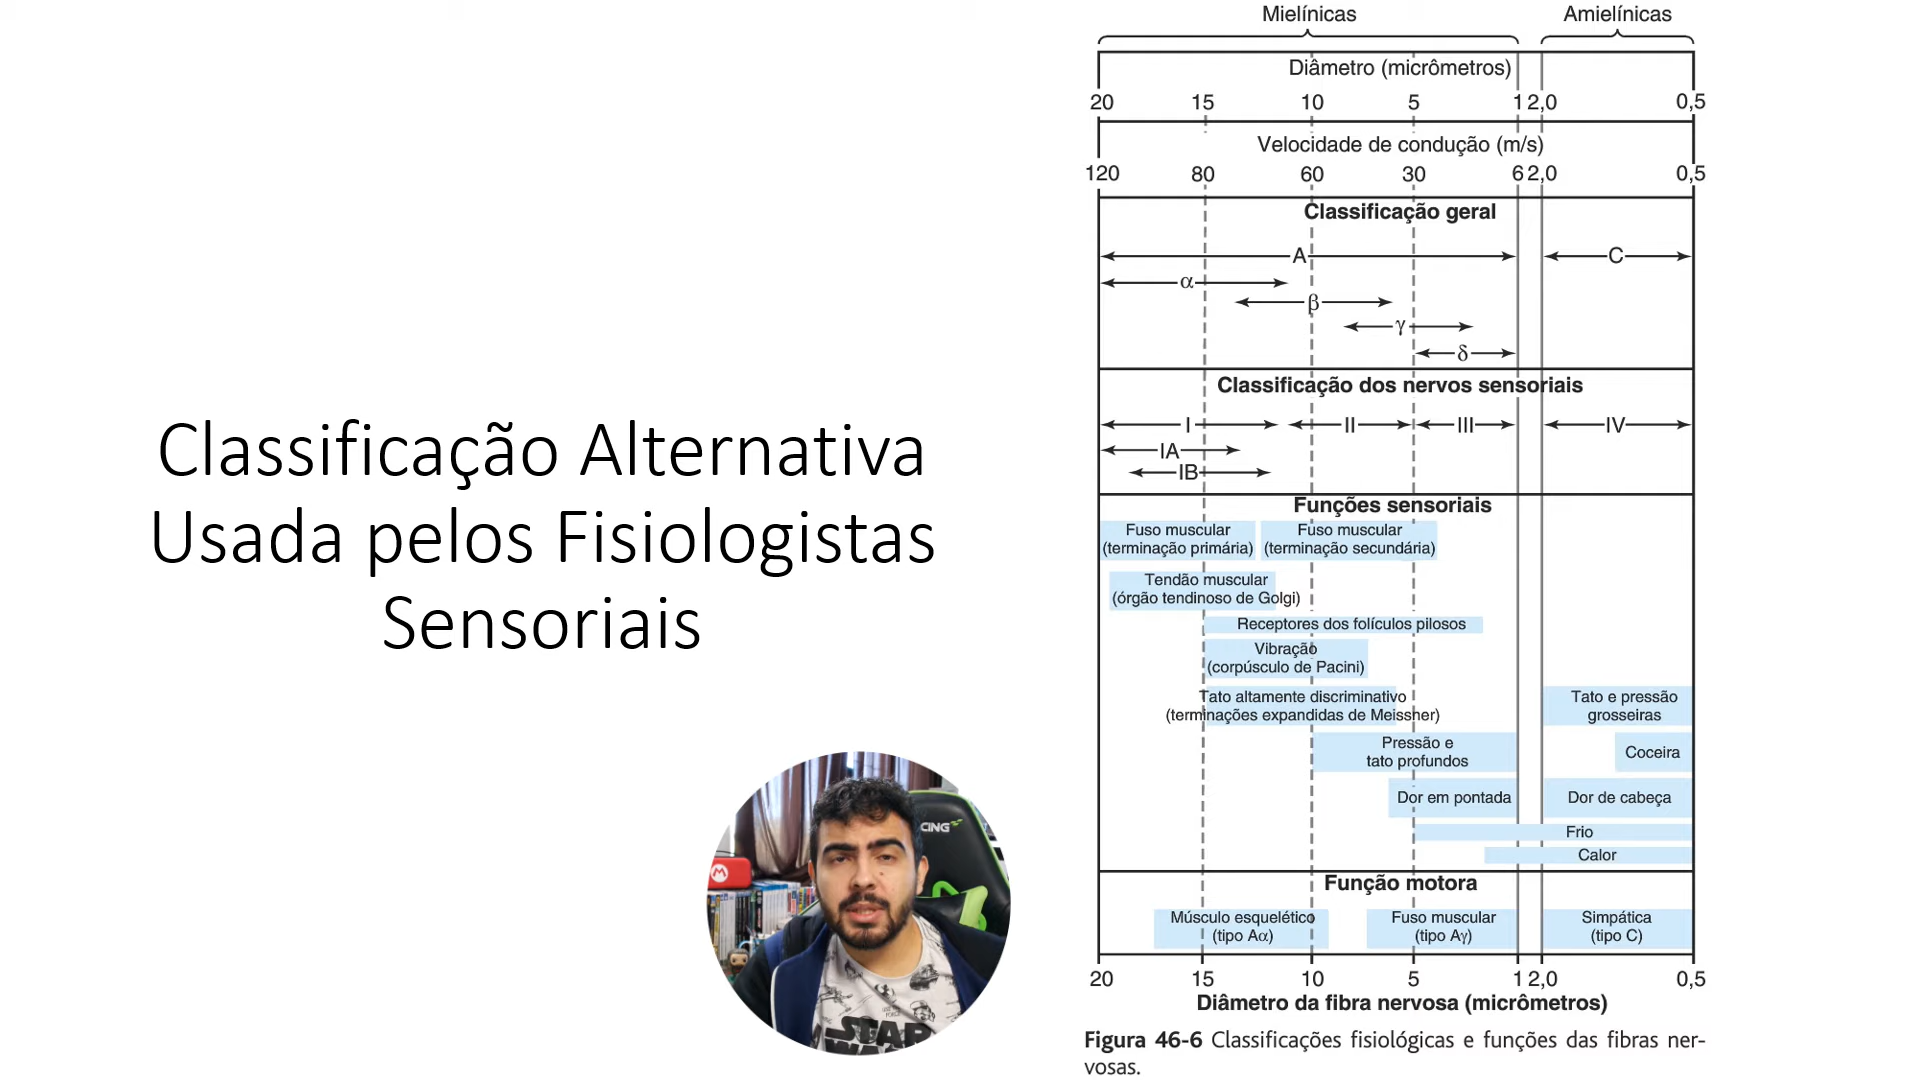 Classificação Alternativa
Usada pelos Fisiologistas
Sensoriais
Mielínicas Amielínicas
Diâmetro (micrômetros)
20 15 10 5 1 2,0 0,5
Velocidade de condução (m/s)
120 80 60 30 6 2,0 0,5
Classificação geral
A C
α
β
γ
δ
Classificação dos nervos sensoriais
I II III IV
IA
IB
Funções sensoriais
Fuso muscular
(terminação primária)
Fuso muscular
(terminação secundária)
Tendão muscular
(órgão tendinoso de Golgi)
Receptores dos folículos pilosos
Vibração
(corpúsculo de Pacini)
Tato altamente discriminativo
(terminações expandidas de Meissner)
Tato e pressão
grosseiras
Pressão e
tato profundos
Coceira
Dor em pontada
Dor de cabeça
Frio
Calor
Função motora
Músculo esquelético
(tipo Aα)
Fuso muscular
(tipo Aγ)
Simpática
(tipo C)
20 15 10 5 1 2,0 0,5
Diâmetro da fibra nervosa (micrômetros)
Figura 46-6 Classificações fisiológicas e funções das fibras ner-
vosas.
CING
M
STAR